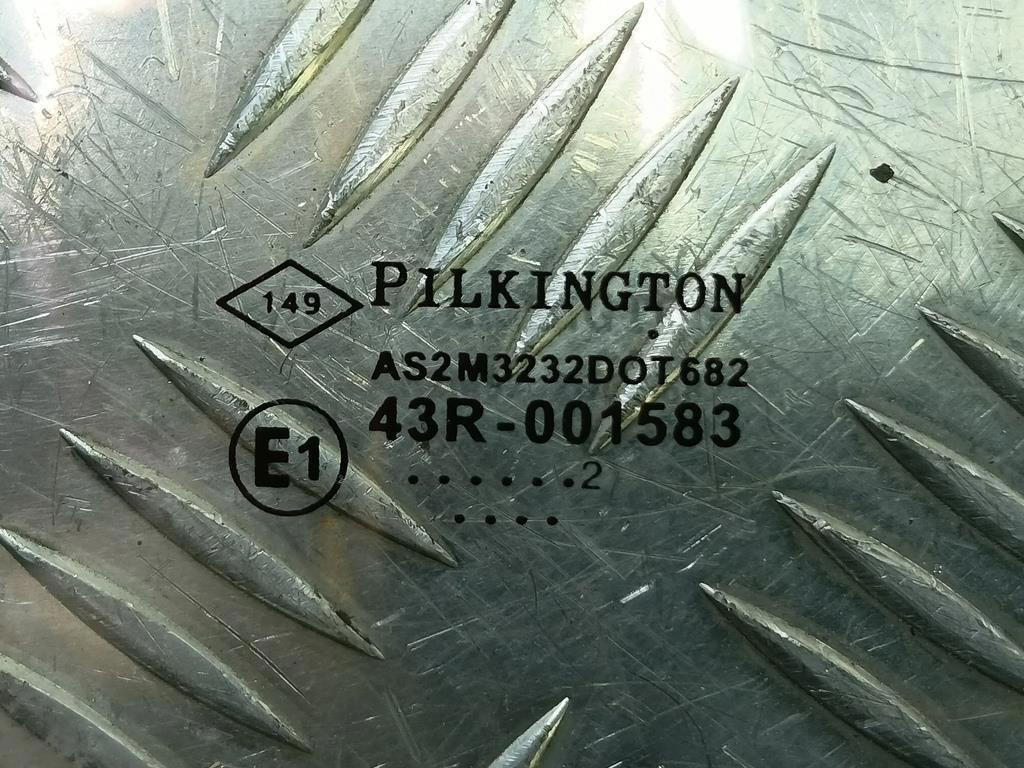 149 PILKINGTON
AS2M3232DOT682
E1 43R-001583
......2
....